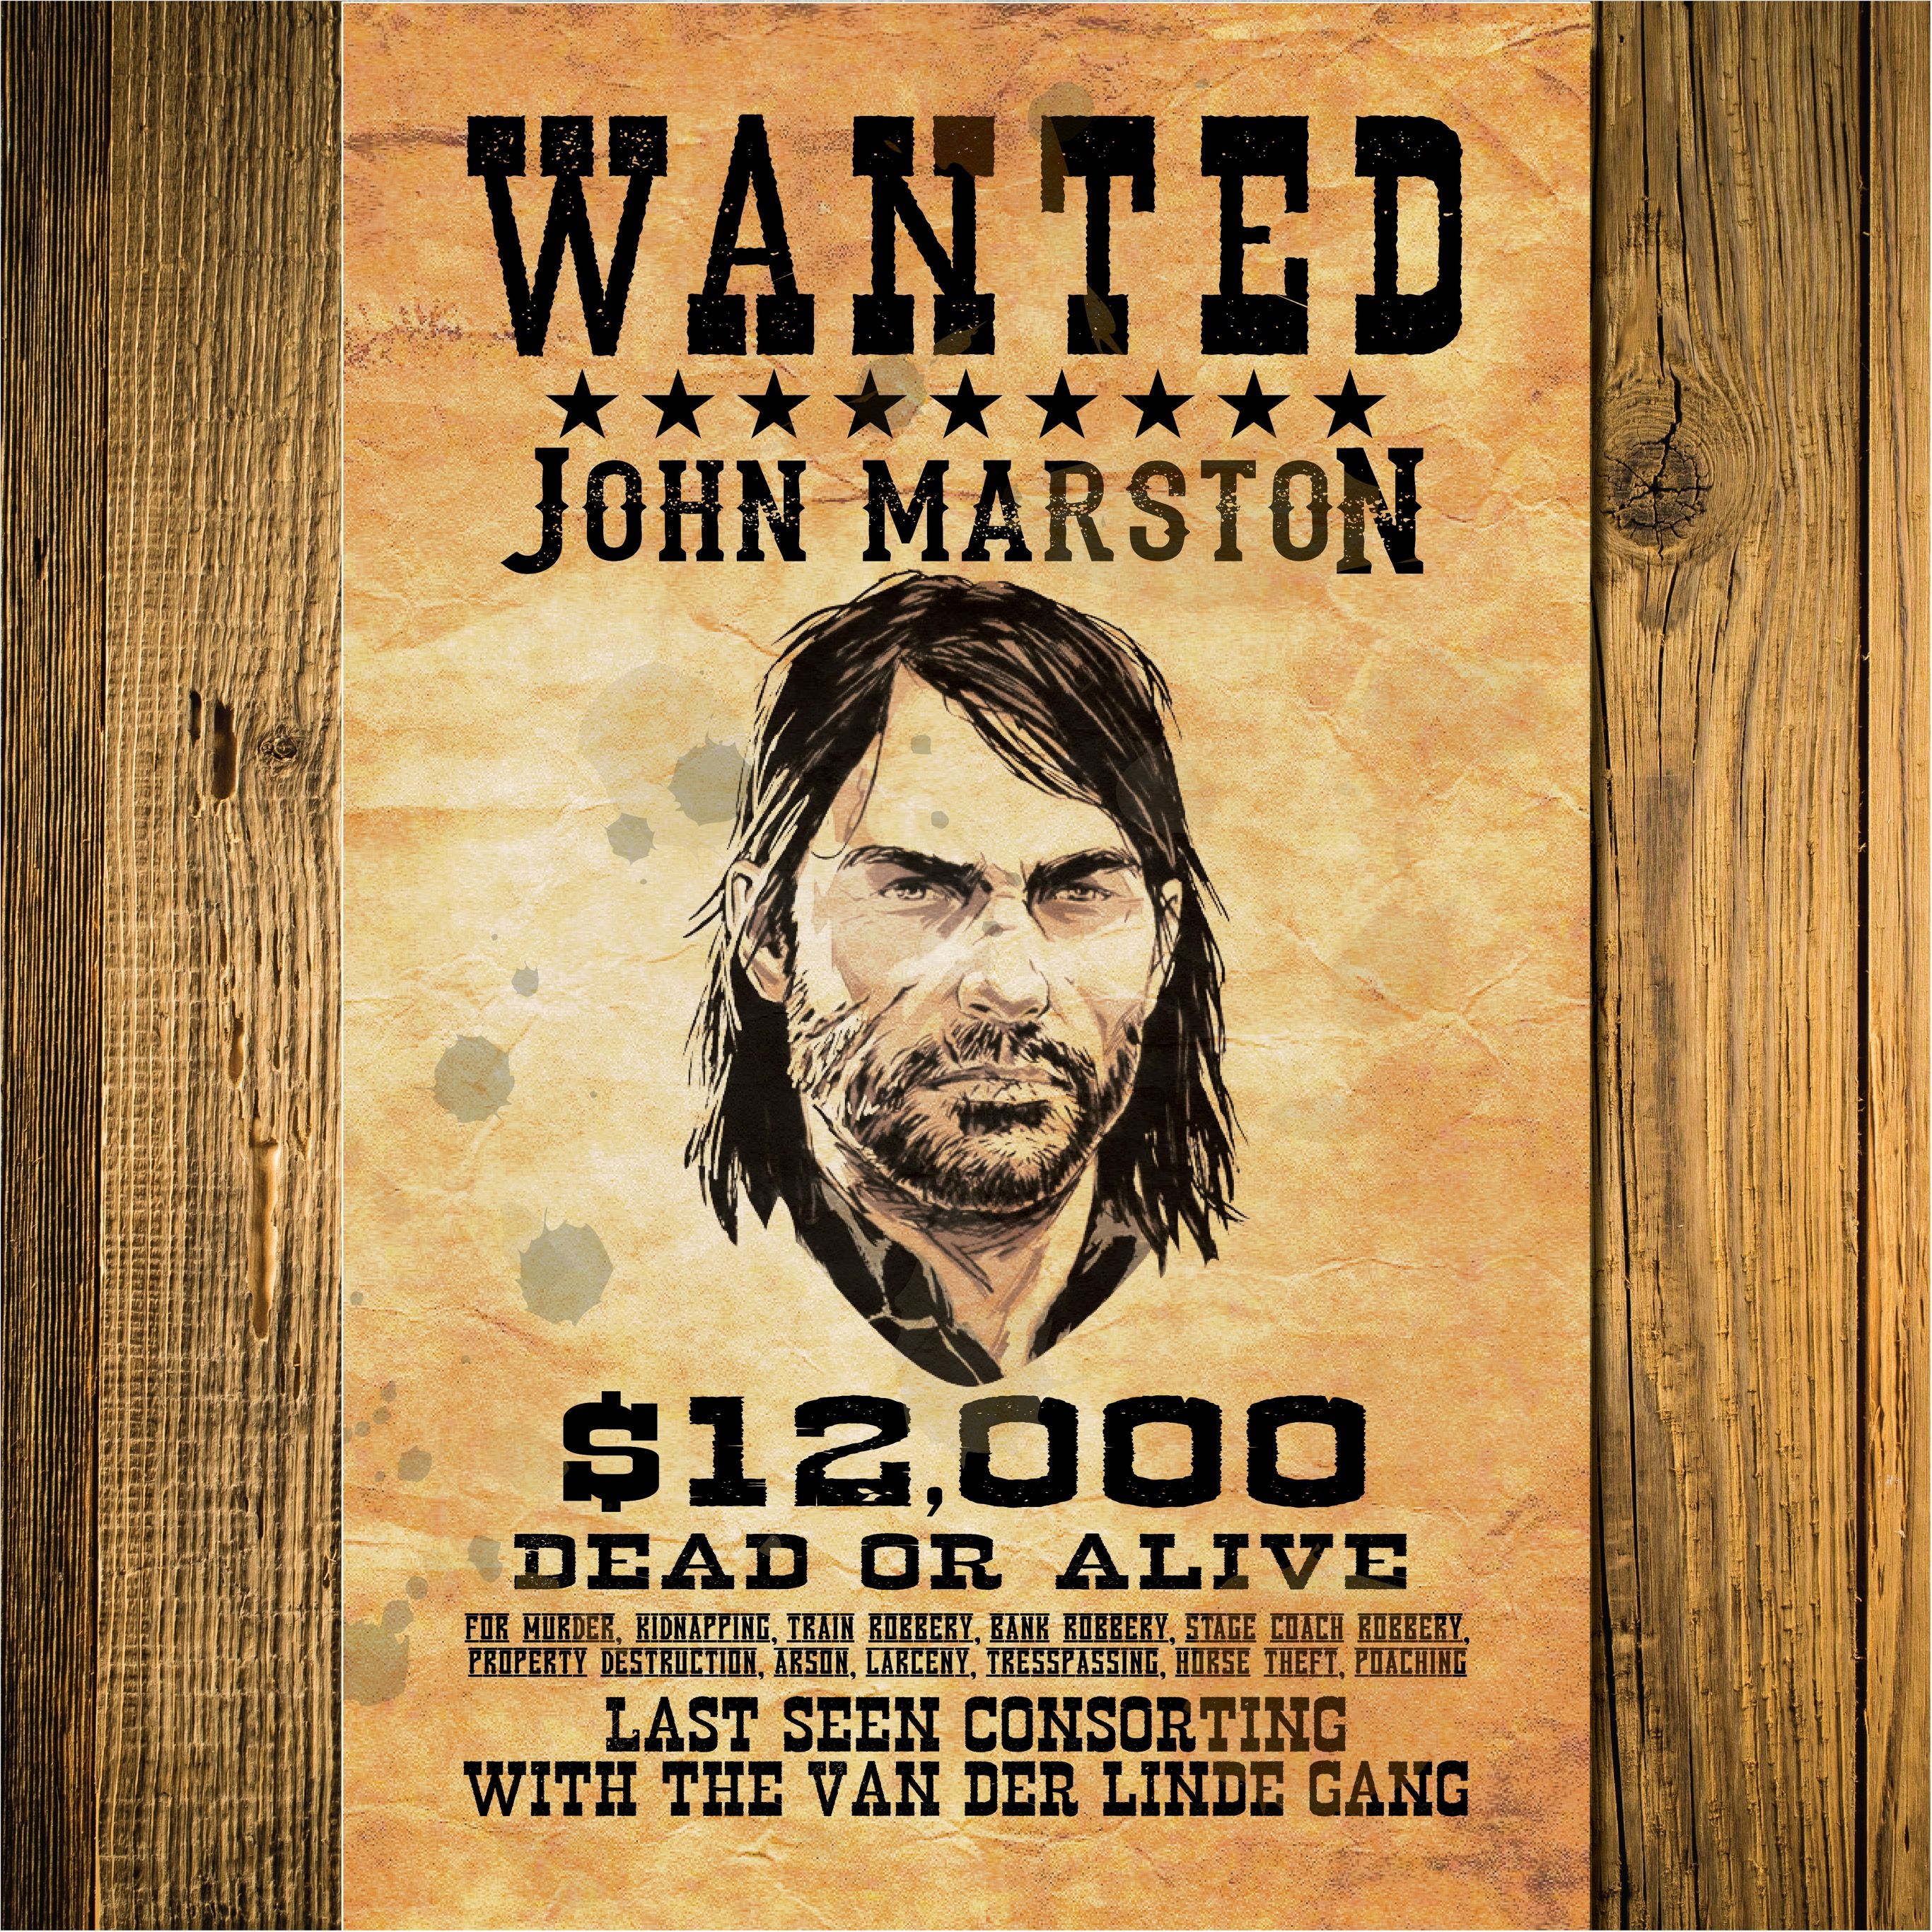 WANTED
JOHN MARSTON
$12,000
DEAD OR ALIVE
FOR MURDER, KIDNAPPING, TRAIN ROBBERY, BANK ROBBERY, STAGE COACH ROBBERY,
PROPERTY DESTRUCTION, ARSON, LARCENY, TRESSPASSING, HORSE THEFT, POACHING
LAST SEEN CONSORTING
WITH THE VAN DER LINDE GANG